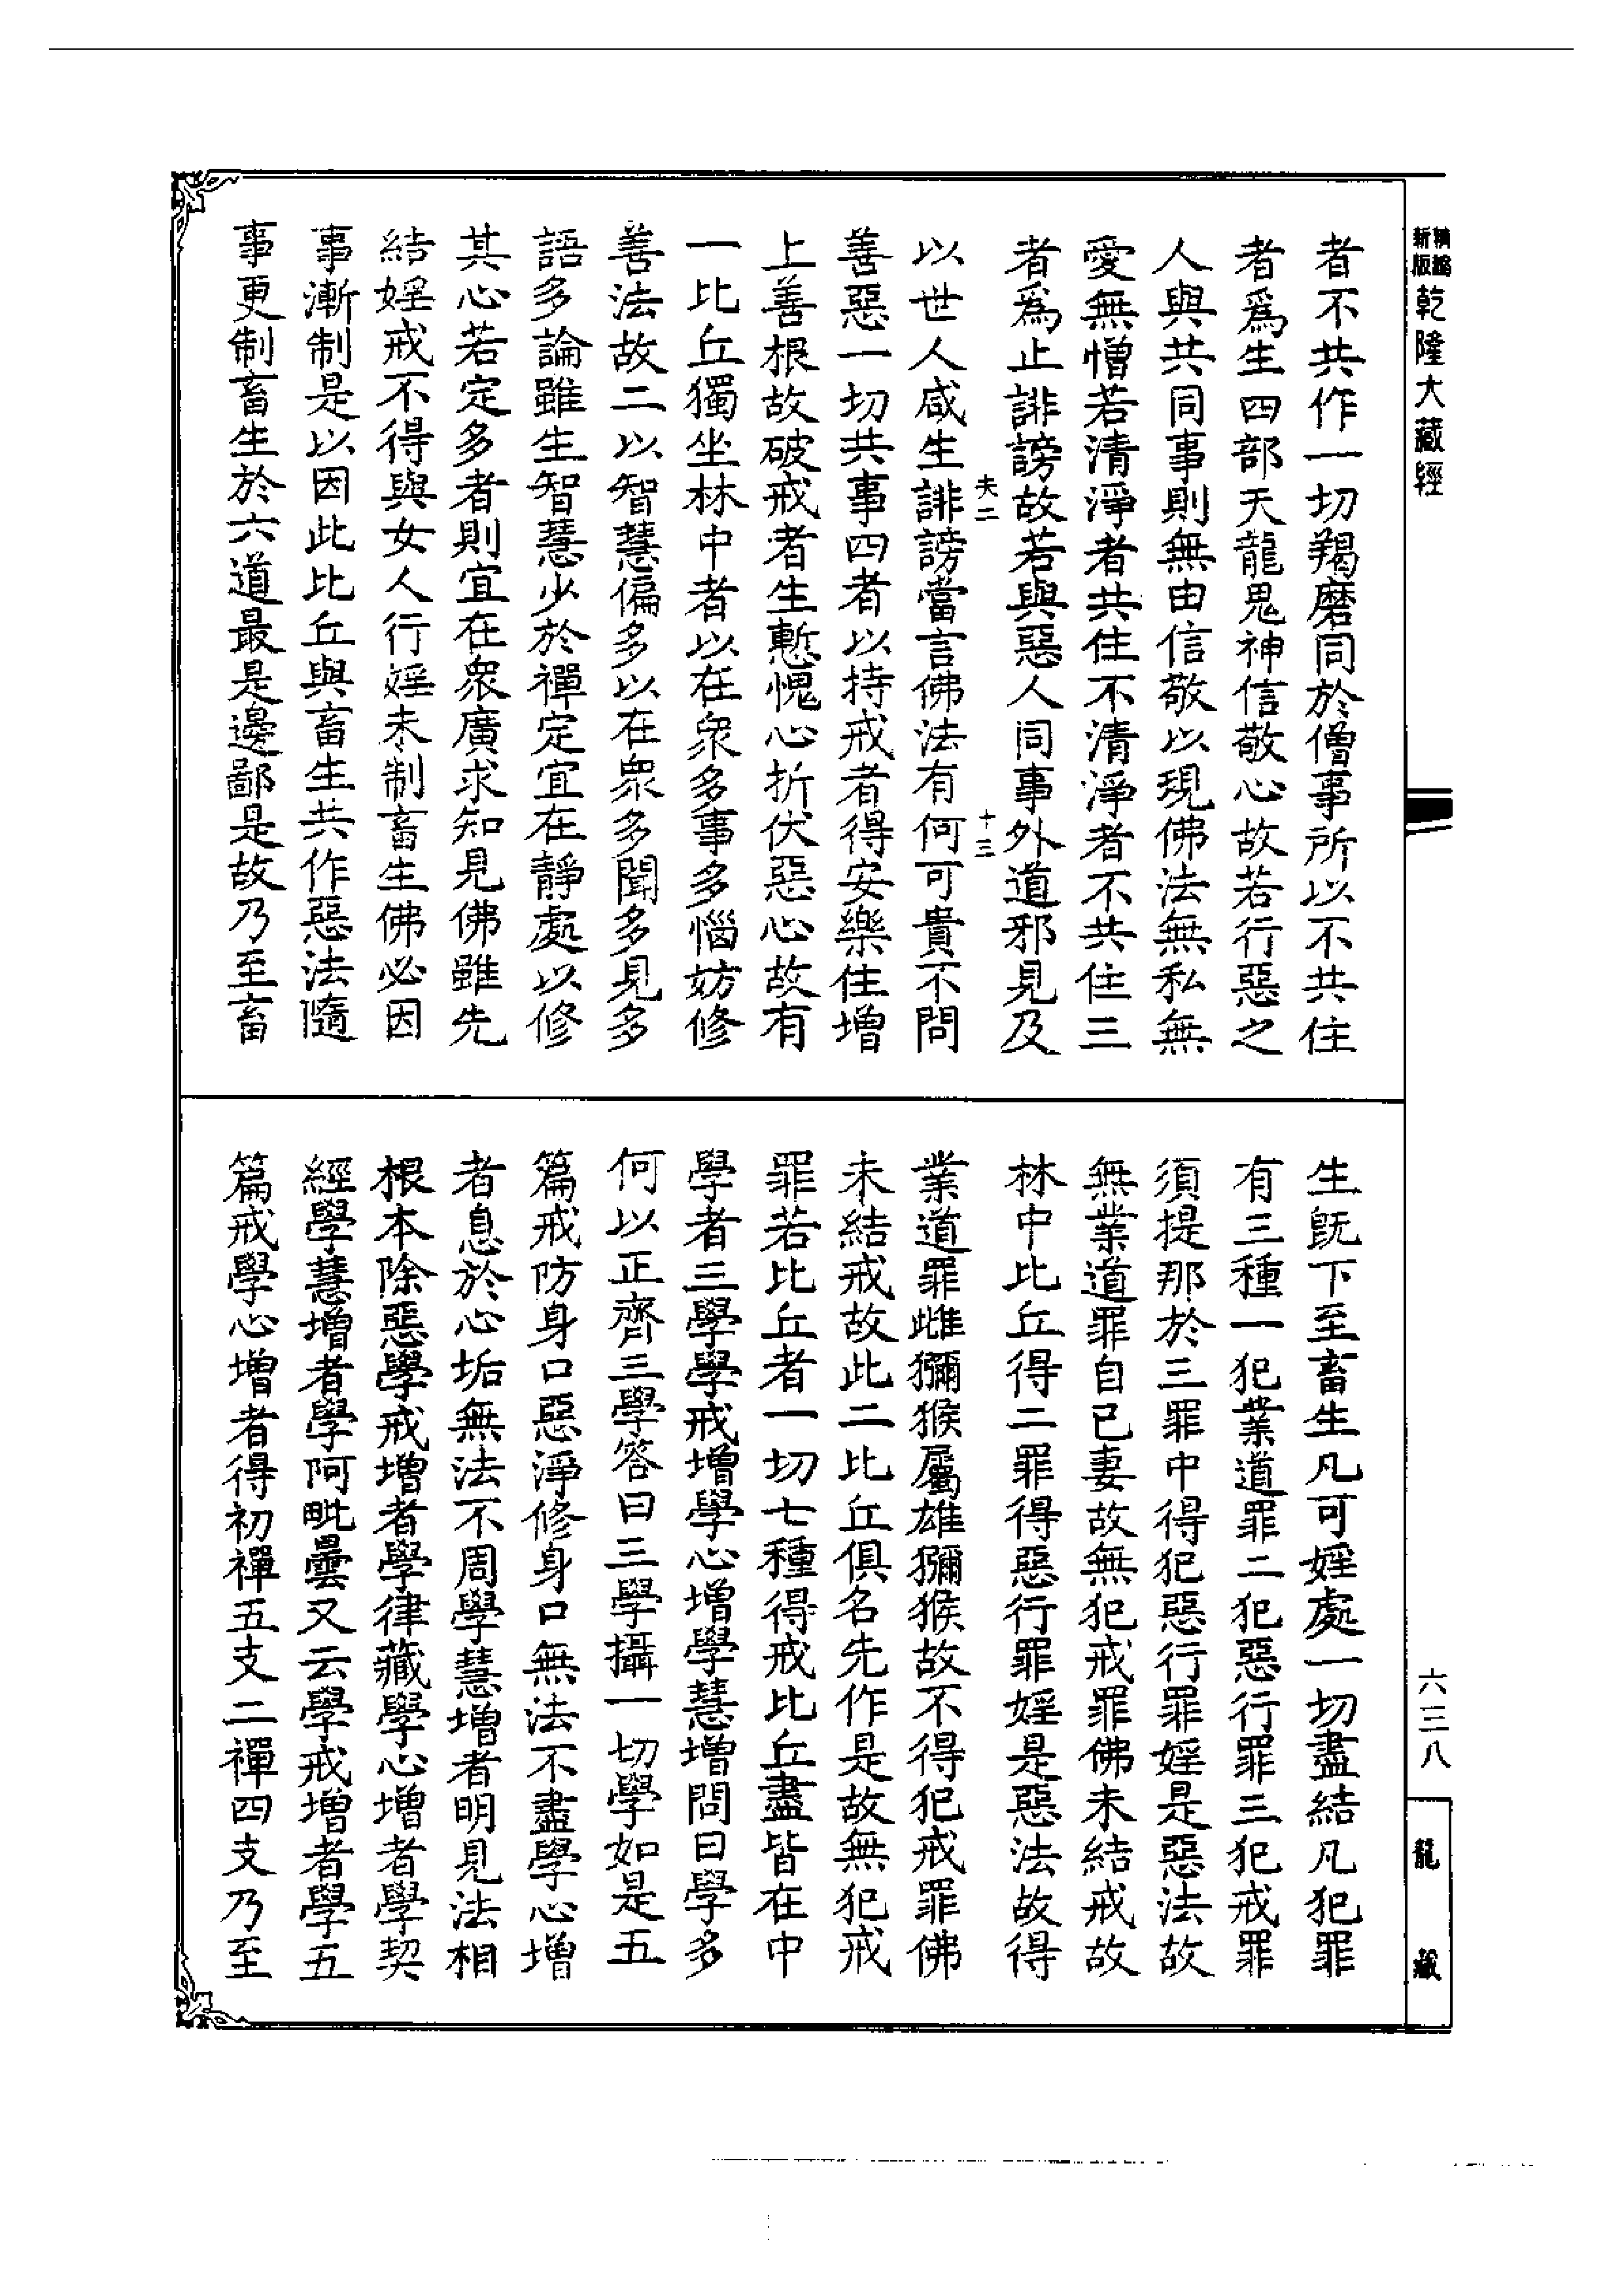 新版
乾隆大藏經
者不共作一切羯磨同於僧事所以不共住
者爲生四部天龍鬼神信敬心故若行惡之
人與共同事則無由信敬以現佛法無私無
愛無憎若清淨者共住不清淨者不共住三
者爲止誹謗故若與惡人同事外道邪見及
夫二
十三
以世人咸生誹謗當言佛法有何可貴不問
善惡一切共事四者以持戒者得安樂住增
上善根故破戒者生慙愧心折伏惡心故有
一比丘獨坐林中者以在衆多事多惱妨修
善法故二以智慧偏多以在衆多聞多見多
語多論雖生智慧少於禪定宜在靜處以修
其心若定多者則宜在衆廣求知見佛雖先
結婬戒不得與女人行婬未制畜生佛必因
事漸制是以因此比丘與畜生共作惡法隨
事更制畜生於六道最是邊鄙是故乃至畜
生旣下至畜生凡可婬處一切盡結凡犯罪
有三種一犯業道罪二犯惡行罪三犯戒罪
須提那於三罪中得犯惡行罪婬是惡法故
無業道罪自已妻故無犯戒罪佛未結戒故
林中比丘得二罪得惡行罪婬是惡法故得
業道罪雌獼猴屬雄獼猴故不得犯戒罪佛
未結戒故此二比丘俱名先作是故無犯戒
罪若比丘者一切七種得戒比丘盡皆在中
學者三學學戒增學心增學慧增問曰學多
何以正齊三學答曰三學攝一切學如是五
篇戒防身口惡淨修身口無法不盡學心增
者息於心垢無法不周學慧增者明見法相
根本除惡學戒增者學律藏學心增者學契
經學慧增者學阿毗曇又云學戒增者學五
篇戒學心增者得初禪五支二禪四支乃至
六三八
龍藏